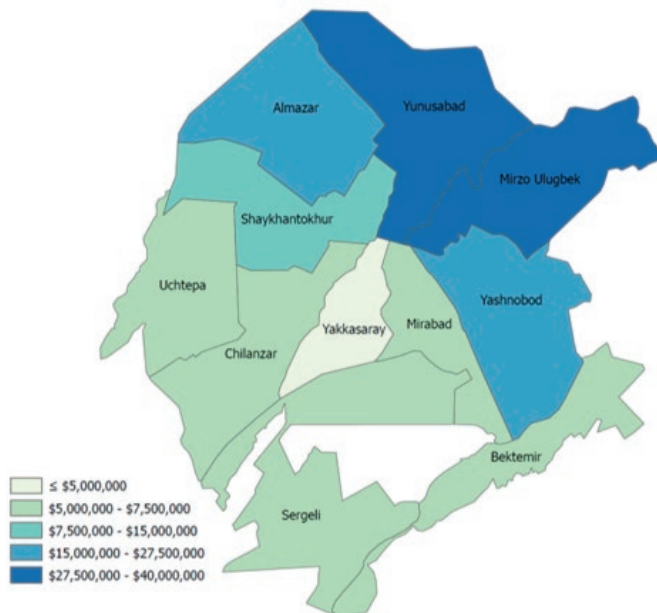 Almazar
Yunusabad
Mirzo Ulugbek
Shaykhantokhur
Uchtepa
Yashnobod
Yakkasaray
Mirabad
Chilanzar
Bektemir
Sergeli
≤ $5,000,000
$5,000,000 - $7,500,000
$7,500,000 - $15,000,000
$15,000,000 - $27,500,000
$27,500,000 - $40,000,000